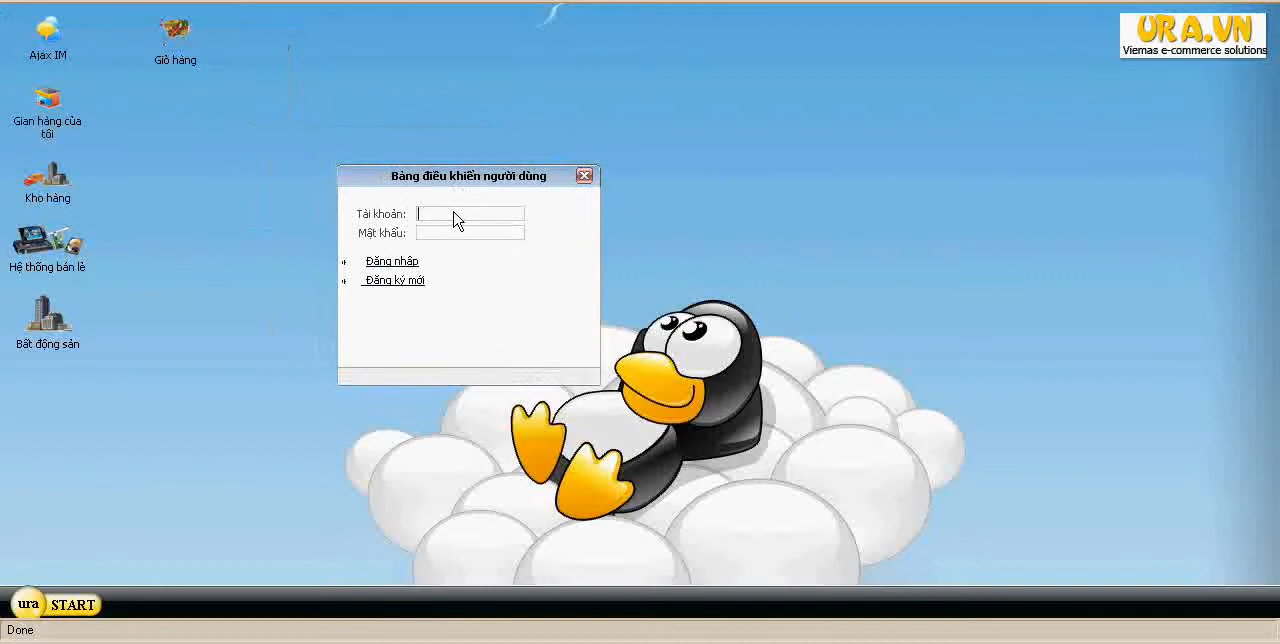 Ajax IM
Giỏ hàng
URA.VN
Viemas e-commerce solutions
Gian hàng của
tôi
Kho hàng
Hệ thống bán lẻ
Bất động sản
Bảng điều khiển người dùng
Tài khoản:
Mật khẩu:
Đăng nhập
Đăng ký mới
ura START
Done